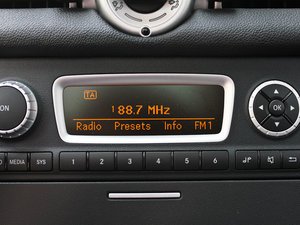 TA
1 88.7 MHz
Radio Presets Info FM1
ON OK
MEDIA SYS 1 2 3 4 5 6